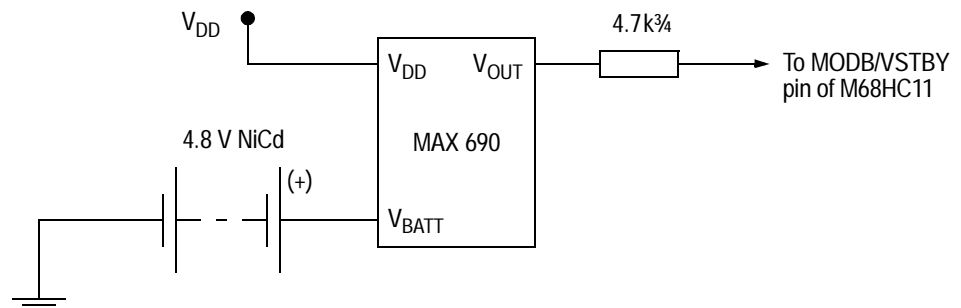 V_DD
4.7k¾
V_DD V_OUT
To MODB/VSTBY
pin of M68HC11
4.8 V NiCd
MAX 690
(+)
V_BATT